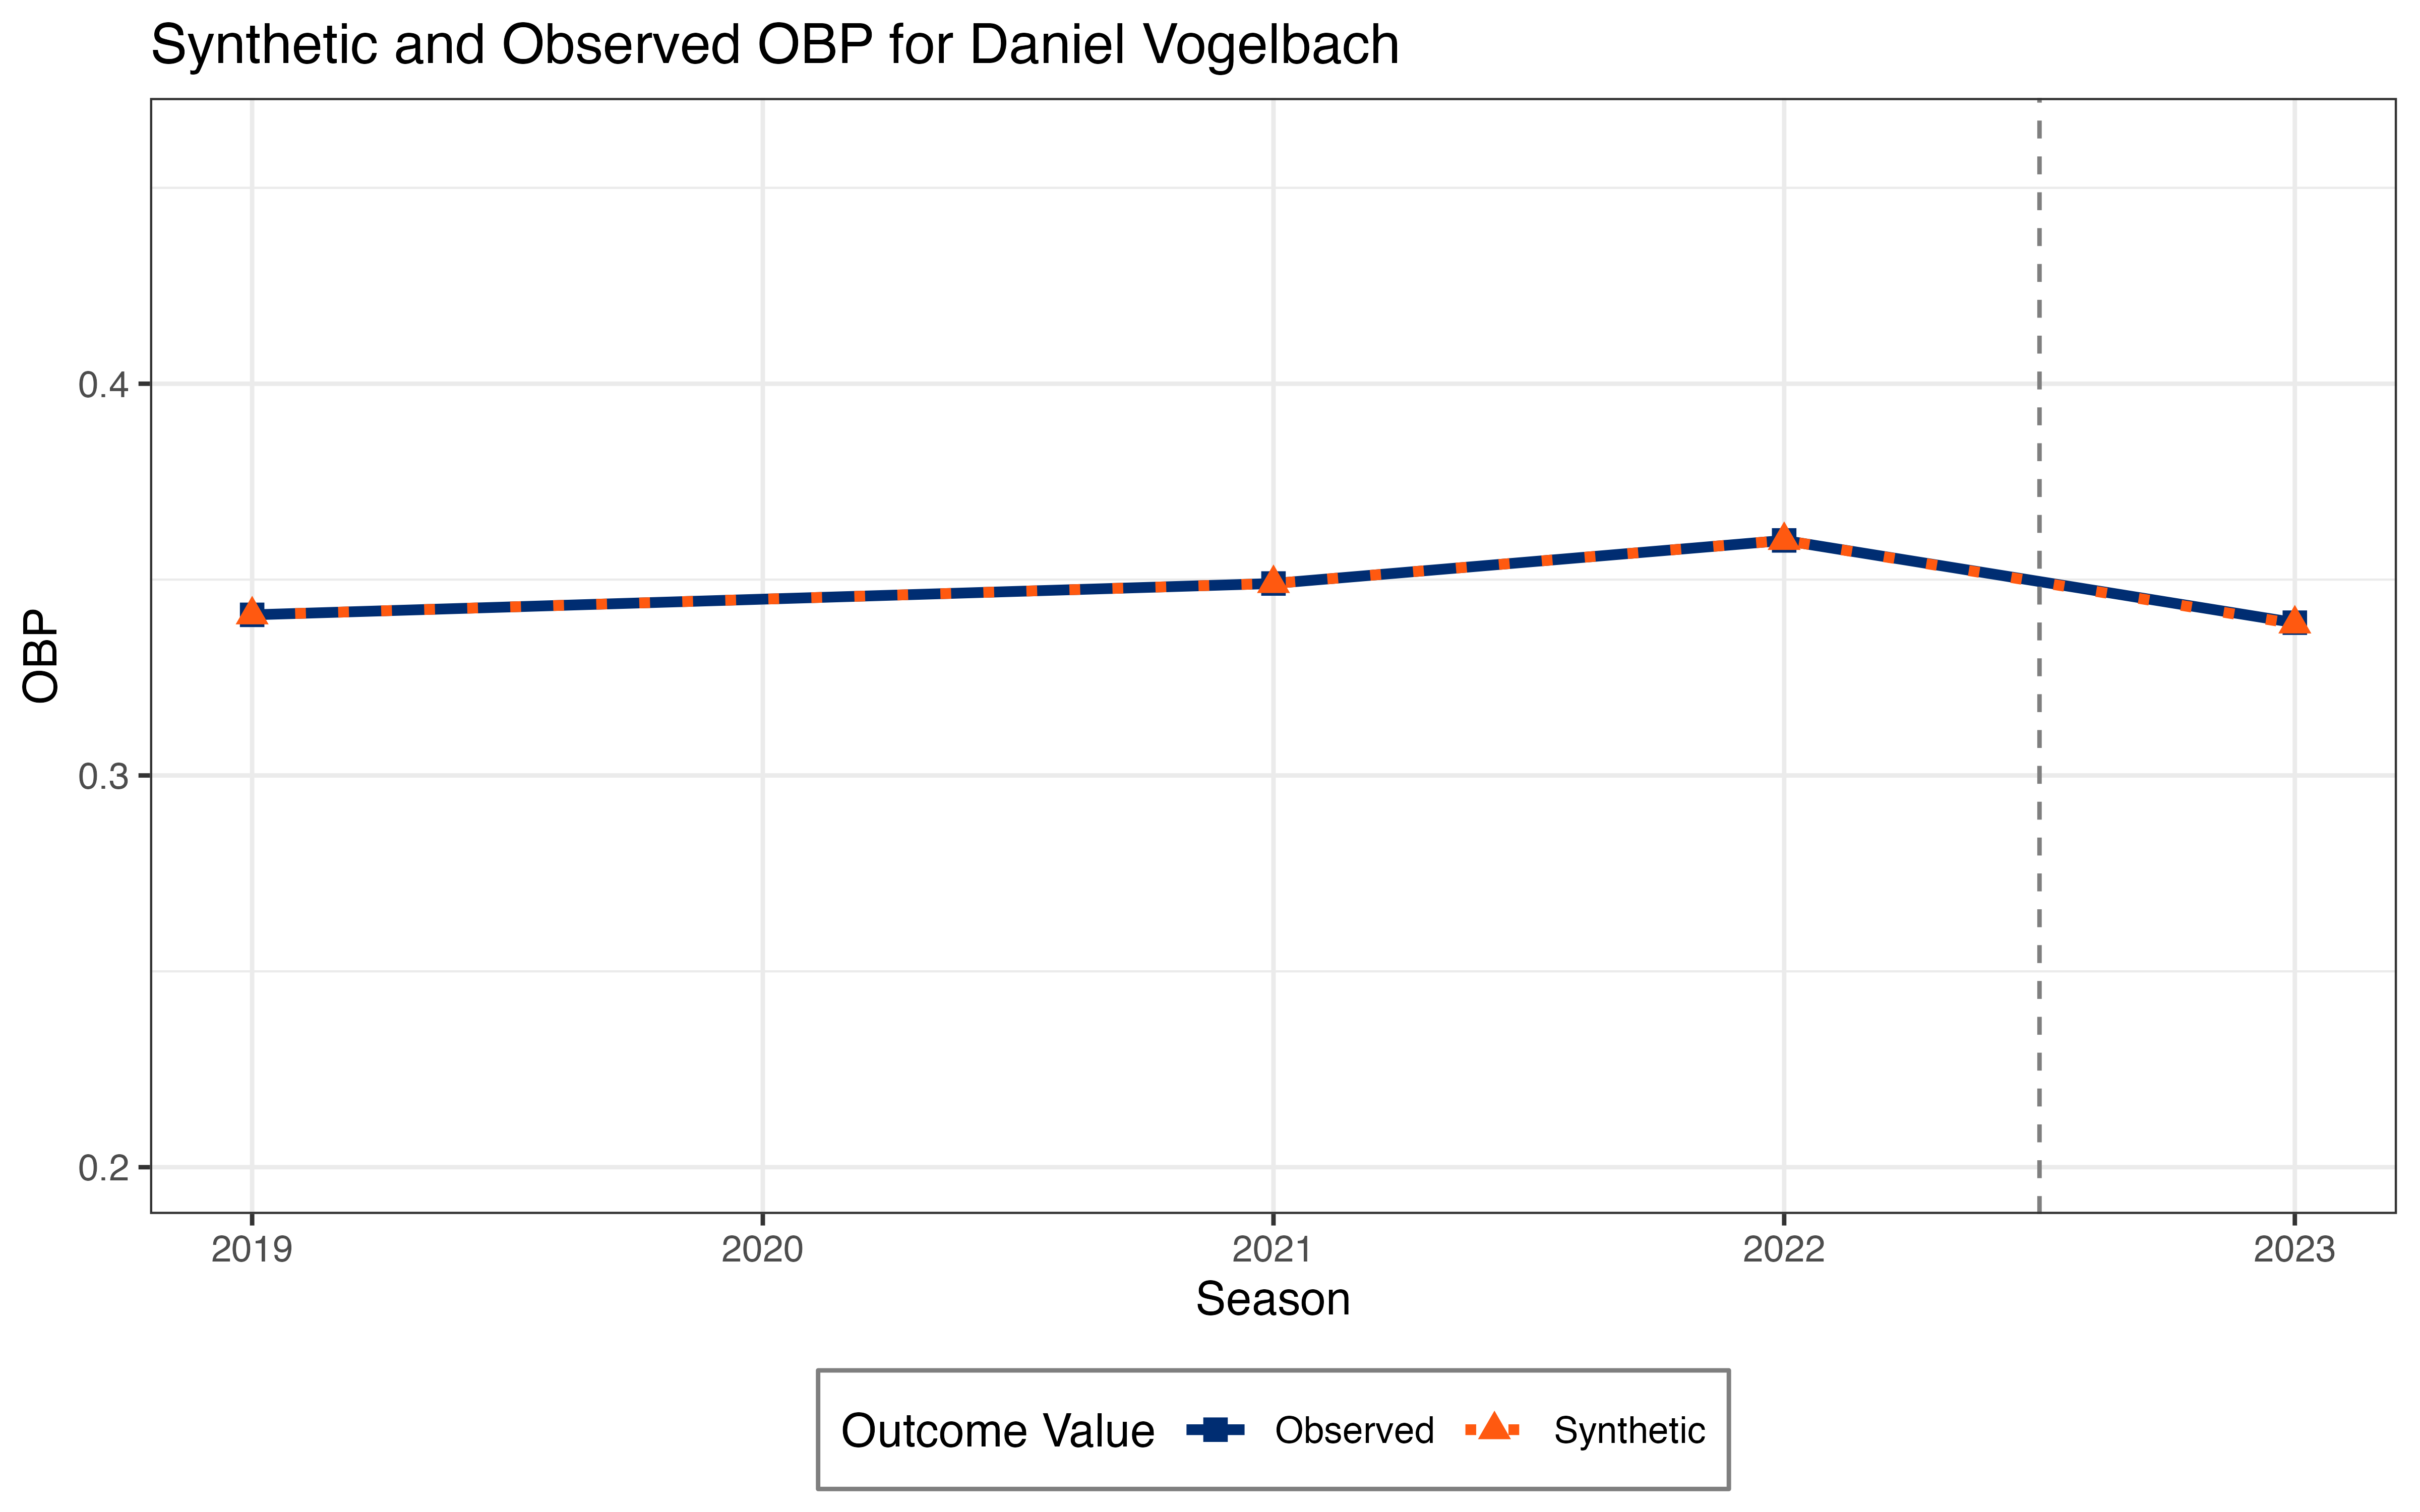 Synthetic and Observed OBP for Daniel Vogelbach
OBP
0.4
0.3
0.2
2019 2020 2021 2022 2023
Season
Outcome Value Observed Synthetic